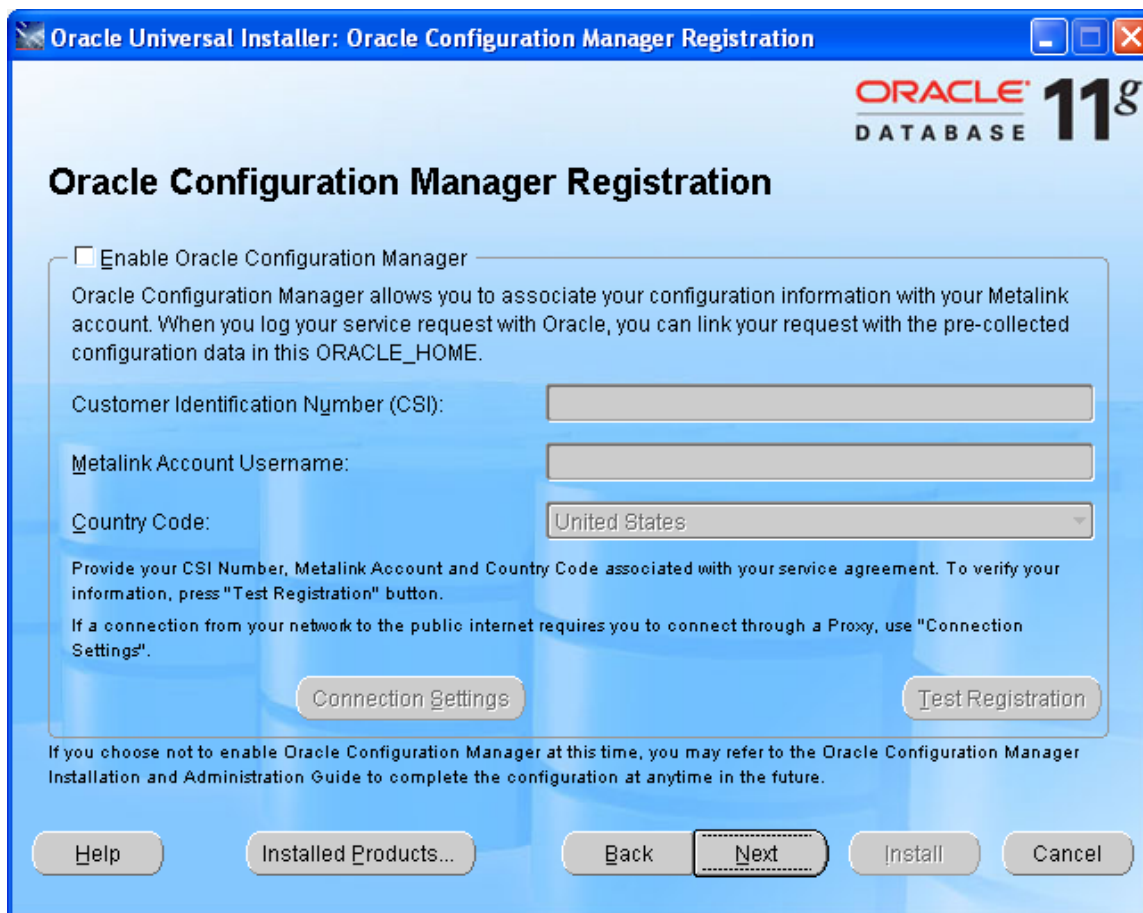 Oracle Universal Installer: Oracle Configuration Manager Registration
ORACLE 11g
DATABASE
Oracle Configuration Manager Registration
Enable Oracle Configuration Manager
Oracle Configuration Manager allows you to associate your configuration information with your Metalink
account. When you log your service request with Oracle, you can link your request with the pre-collected
configuration data in this ORACLE_HOME.
Customer Identification Number (CSI):
Metalink Account Username:
Country Code: United States
Provide your CSI Number, Metalink Account and Country Code associated with your service agreement. To verify your
information, press "Test Registration" button.
If a connection from your network to the public internet requires you to connect through a Proxy, use "Connection
Settings".
Connection Settings Test Registration
If you choose not to enable Oracle Configuration Manager at this time, you may refer to the Oracle Configuration Manager
Installation and Administration Guide to complete the configuration at anytime in the future.
Help Installed Products... Back Next Install Cancel